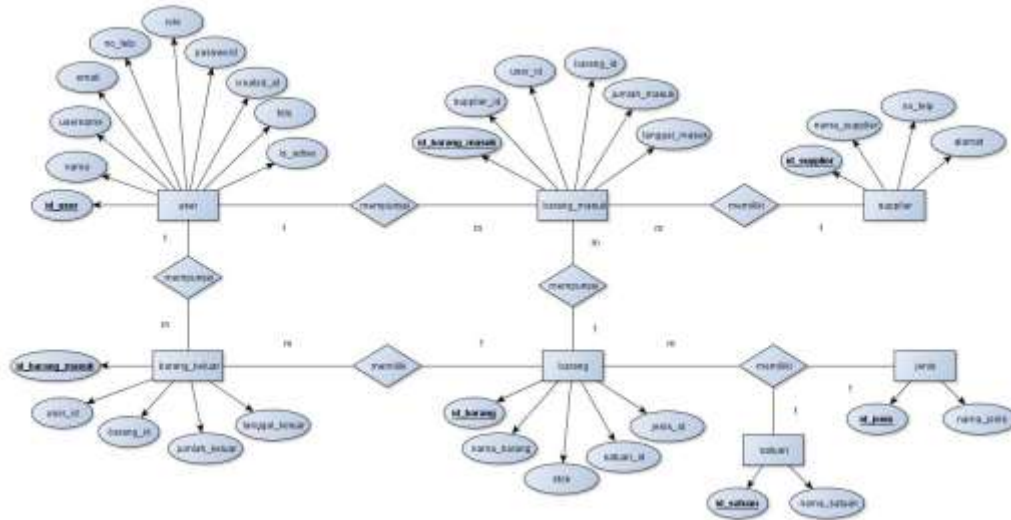 role
no_telp
password
email
created_at
foto
username
is_active
nama
id_user
user
user_id
barang_id
supplier_id
jumlah_masuk
id_barang_masuk
tanggal_masuk
barang_masuk
no_telp
nama_supplier
alamat
id_supplier
supplier
mempunyai
memiliki
1
m
m
1
1
m
mempunyai
mempunyai
m
1
m
1
m
1
1
id_barang_masuk
barang_keluar
memiliki
barang
memiliki
jenis
user_id
barang_id
jumlah_keluar
tanggal_keluar
id_barang
nama_barang
stok
satuan_id
jenis_id
id_jenis
nama_jenis
satuan
id_satuan
nama_satuan